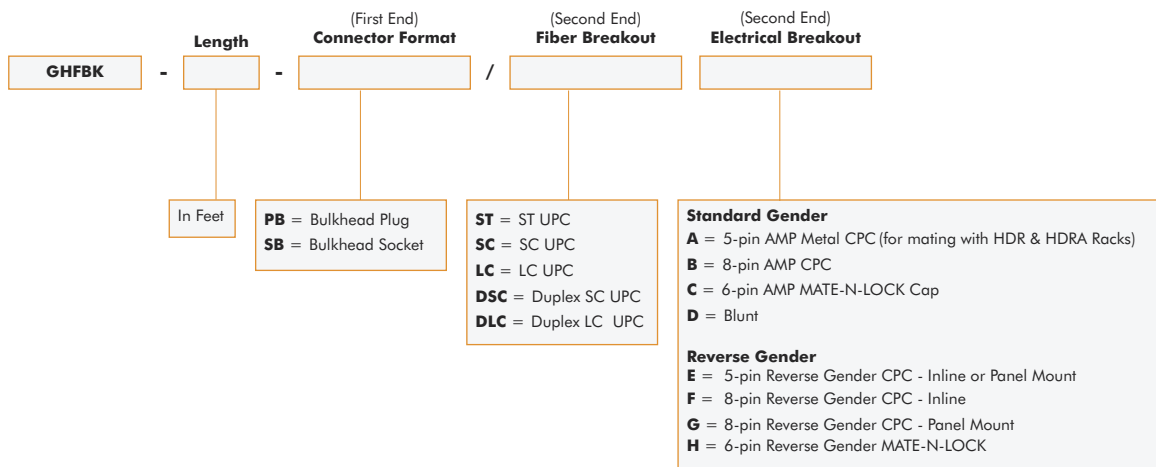 (First End)
(Second End)
(Second End)
Length
Connector Format
Fiber Breakout
Electrical Breakout
GHFBK - - /
In Feet
PB = Bulkhead Plug
SB = Bulkhead Socket
ST = ST UPC
SC = SC UPC
LC = LC UPC
DSC = Duplex SC UPC
DLC = Duplex LC UPC
Standard Gender
A = 5-pin AMP Metal CPC (for mating with HDR & HDRA Racks)
B = 8-pin AMP CPC
C = 6-pin AMP MATE-N-LOCK Cap
D = Blunt
Reverse Gender
E = 5-pin Reverse Gender CPC - Inline or Panel Mount
F = 8-pin Reverse Gender CPC - Inline
G = 8-pin Reverse Gender CPC - Panel Mount
H = 6-pin Reverse Gender MATE-N-LOCK